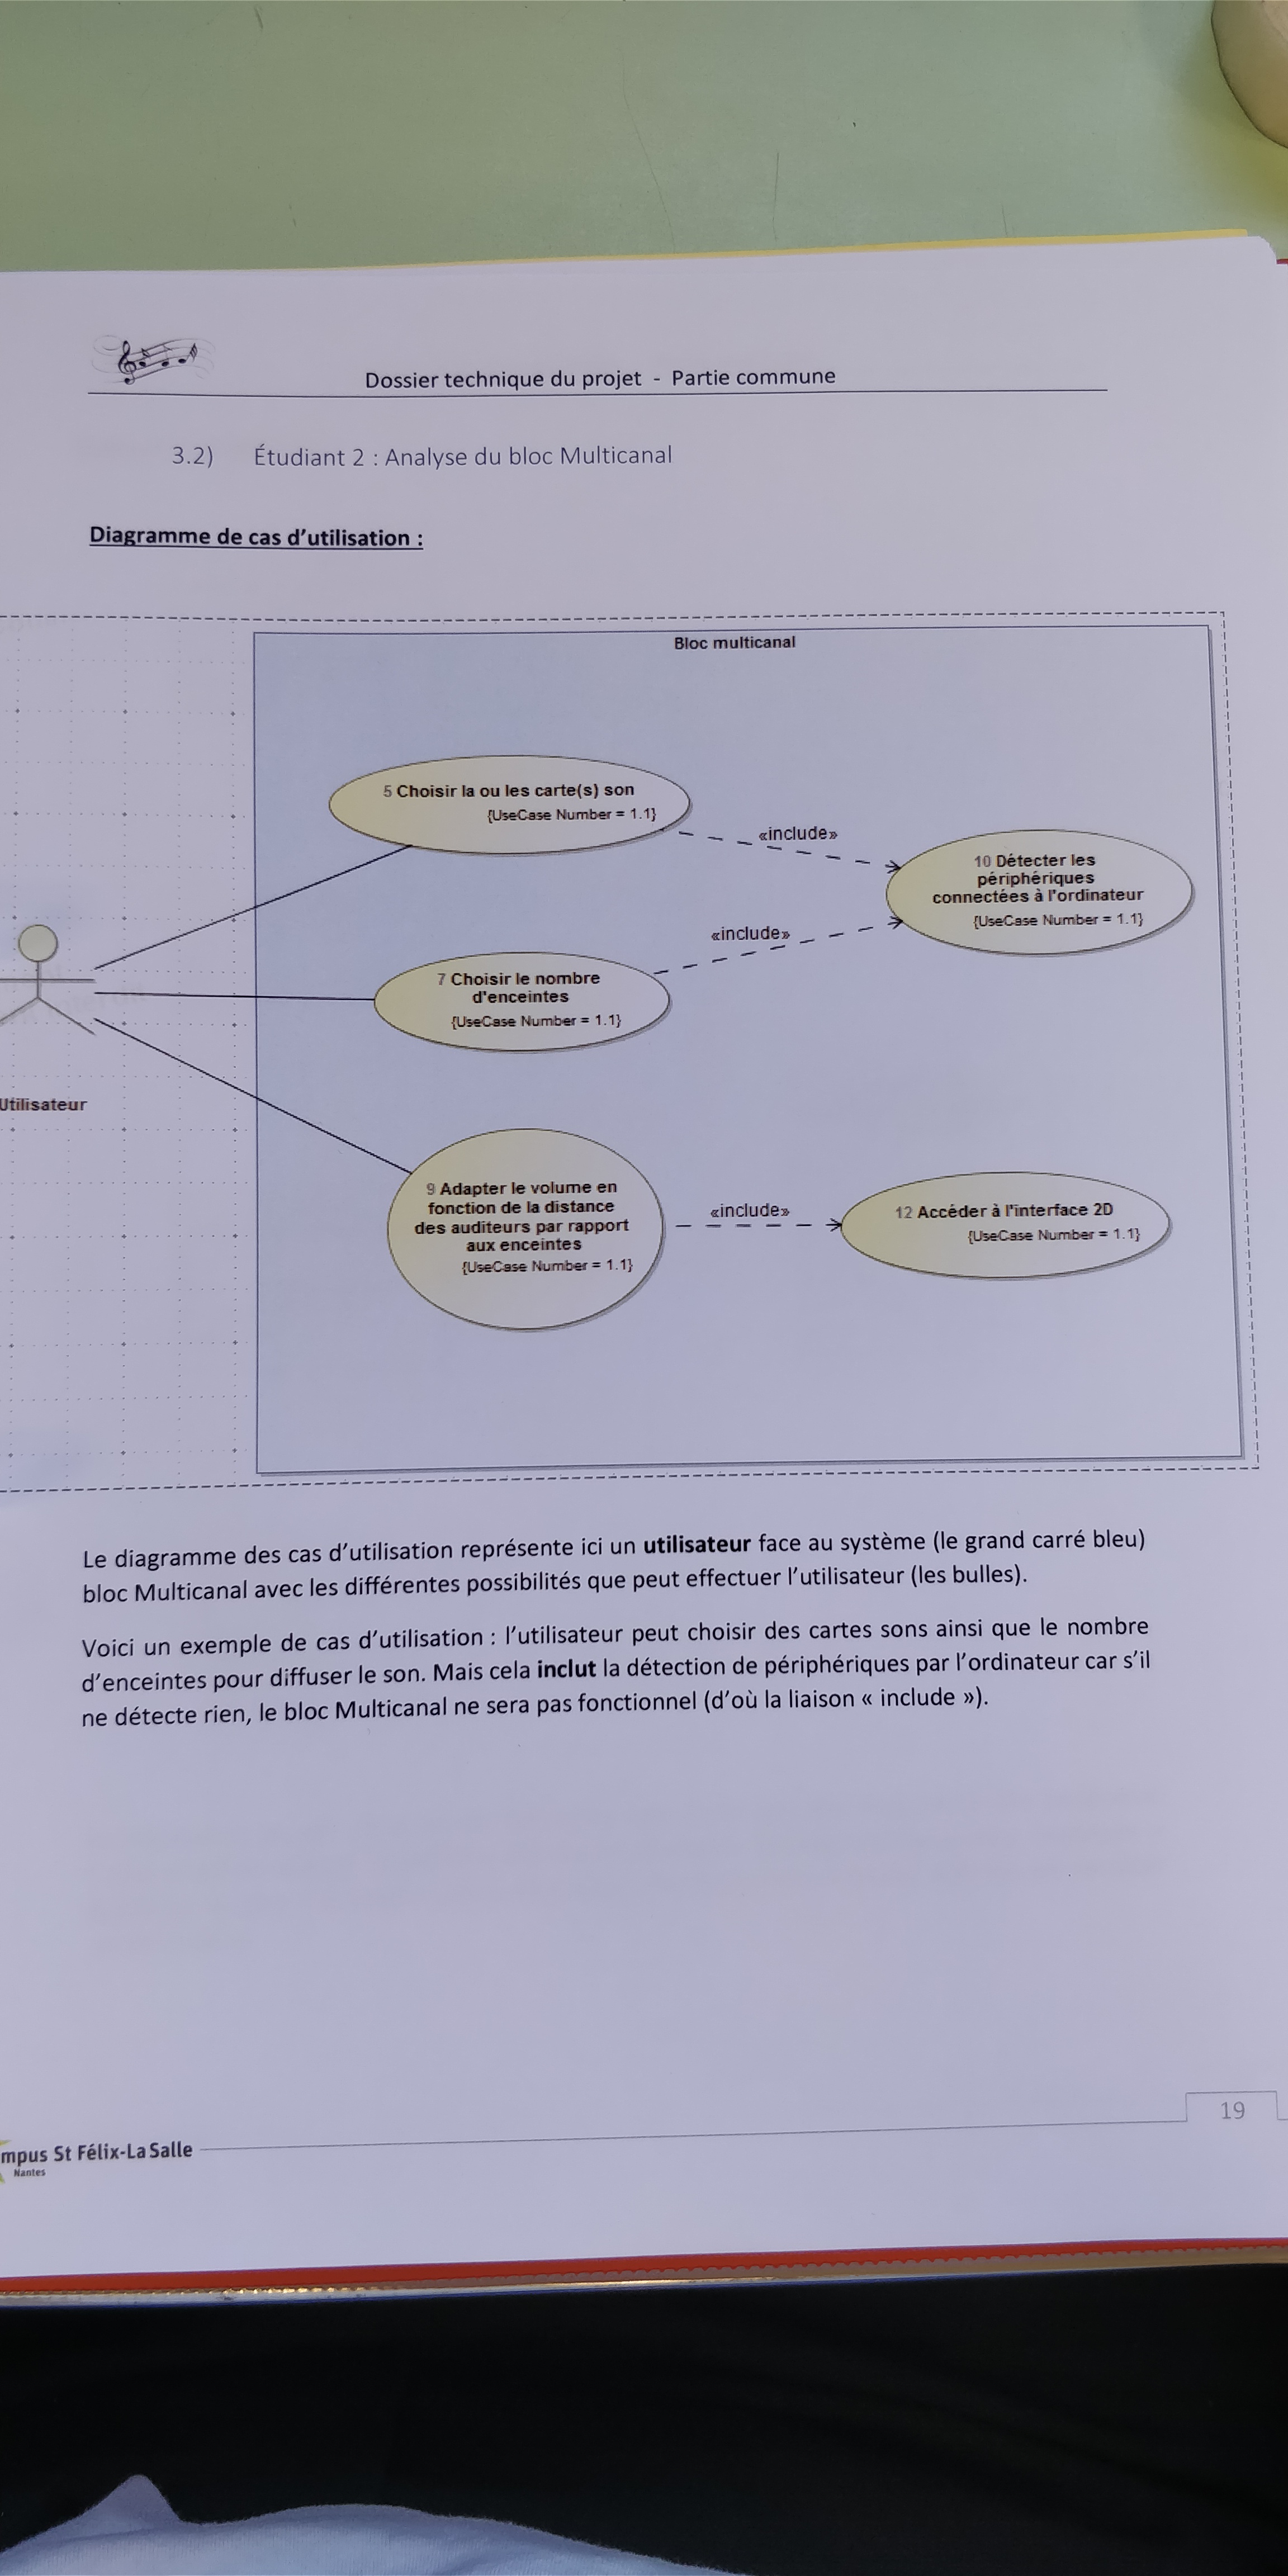 Dossier technique du projet - Partie commune
3.2) Étudiant 2 : Analyse du bloc Multicanal
Diagramme de cas d'utilisation :
Bloc multicanal
5 Choisir la ou les carte(s) son
{UseCase Number = 1.1}
«include»
10 Détecter les
périphériques
connectées à l'ordinateur
{UseCase Number = 1.1}
«include»
7 Choisir le nombre
d'enceintes
{UseCase Number = 1.1}
Utilisateur
9 Adapter le volume en
fonction de la distance
des auditeurs par rapport
aux enceintes
{UseCase Number = 1.1}
«include»
12 Accéder à l'interface 2D
{UseCase Number = 1.1}
Le diagramme des cas d'utilisation représente ici un utilisateur face au système (le grand carré bleu)
bloc Multicanal avec les différentes possibilités que peut effectuer l'utilisateur (les bulles).
Voici un exemple de cas d'utilisation : l'utilisateur peut choisir des cartes sons ainsi que le nombre
d'enceintes pour diffuser le son. Mais cela inclut la détection de périphériques par l'ordinateur car s'il
ne détecte rien, le bloc Multicanal ne sera pas fonctionnel (d'où la liaison « include »).
19
mpus St Félix-La Salle
Nantes